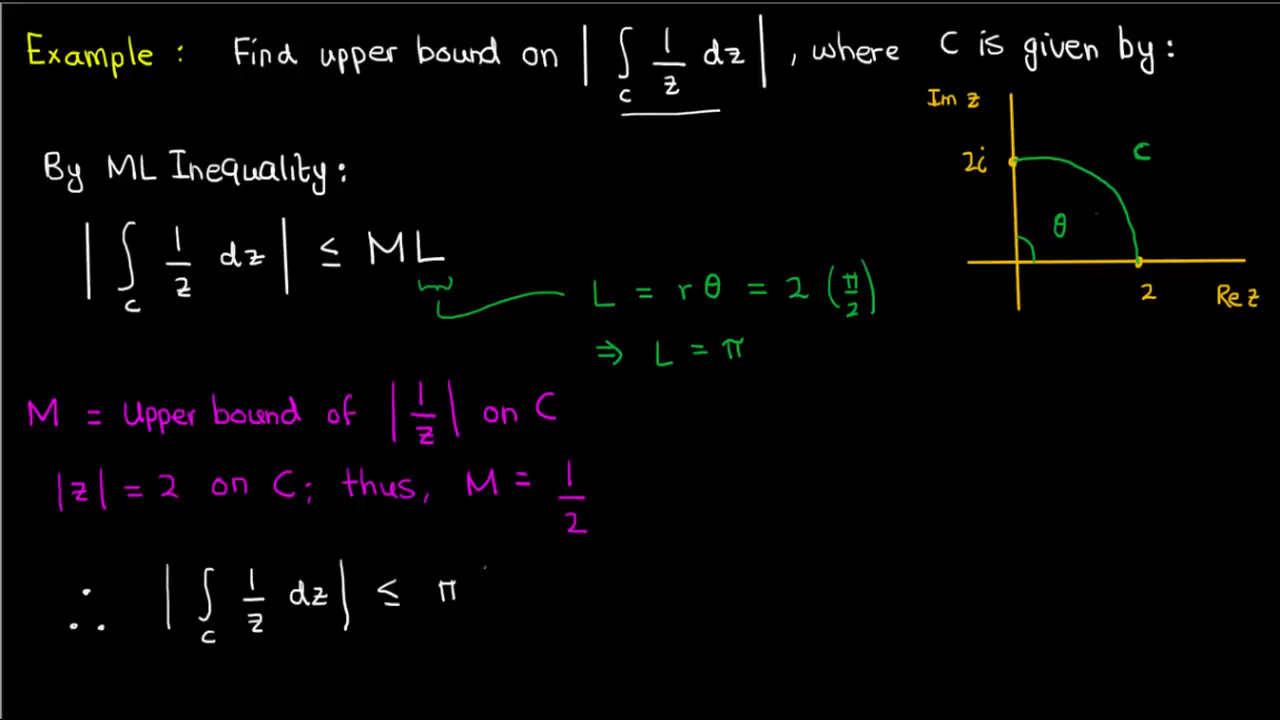 Example : Find upper bound on | ∫_C 1/z dz | , where C is given by :
Im z
2i
C
θ
2
Re z
By ML Inequality :
| ∫_C 1/z dz | ≤ ML
L = r θ = 2 (π/2)
⇒ L = π
M = Upper bound of | 1/z | on C
|z| = 2 on C; thus, M = 1/2
∴ | ∫_C 1/z dz | ≤ π